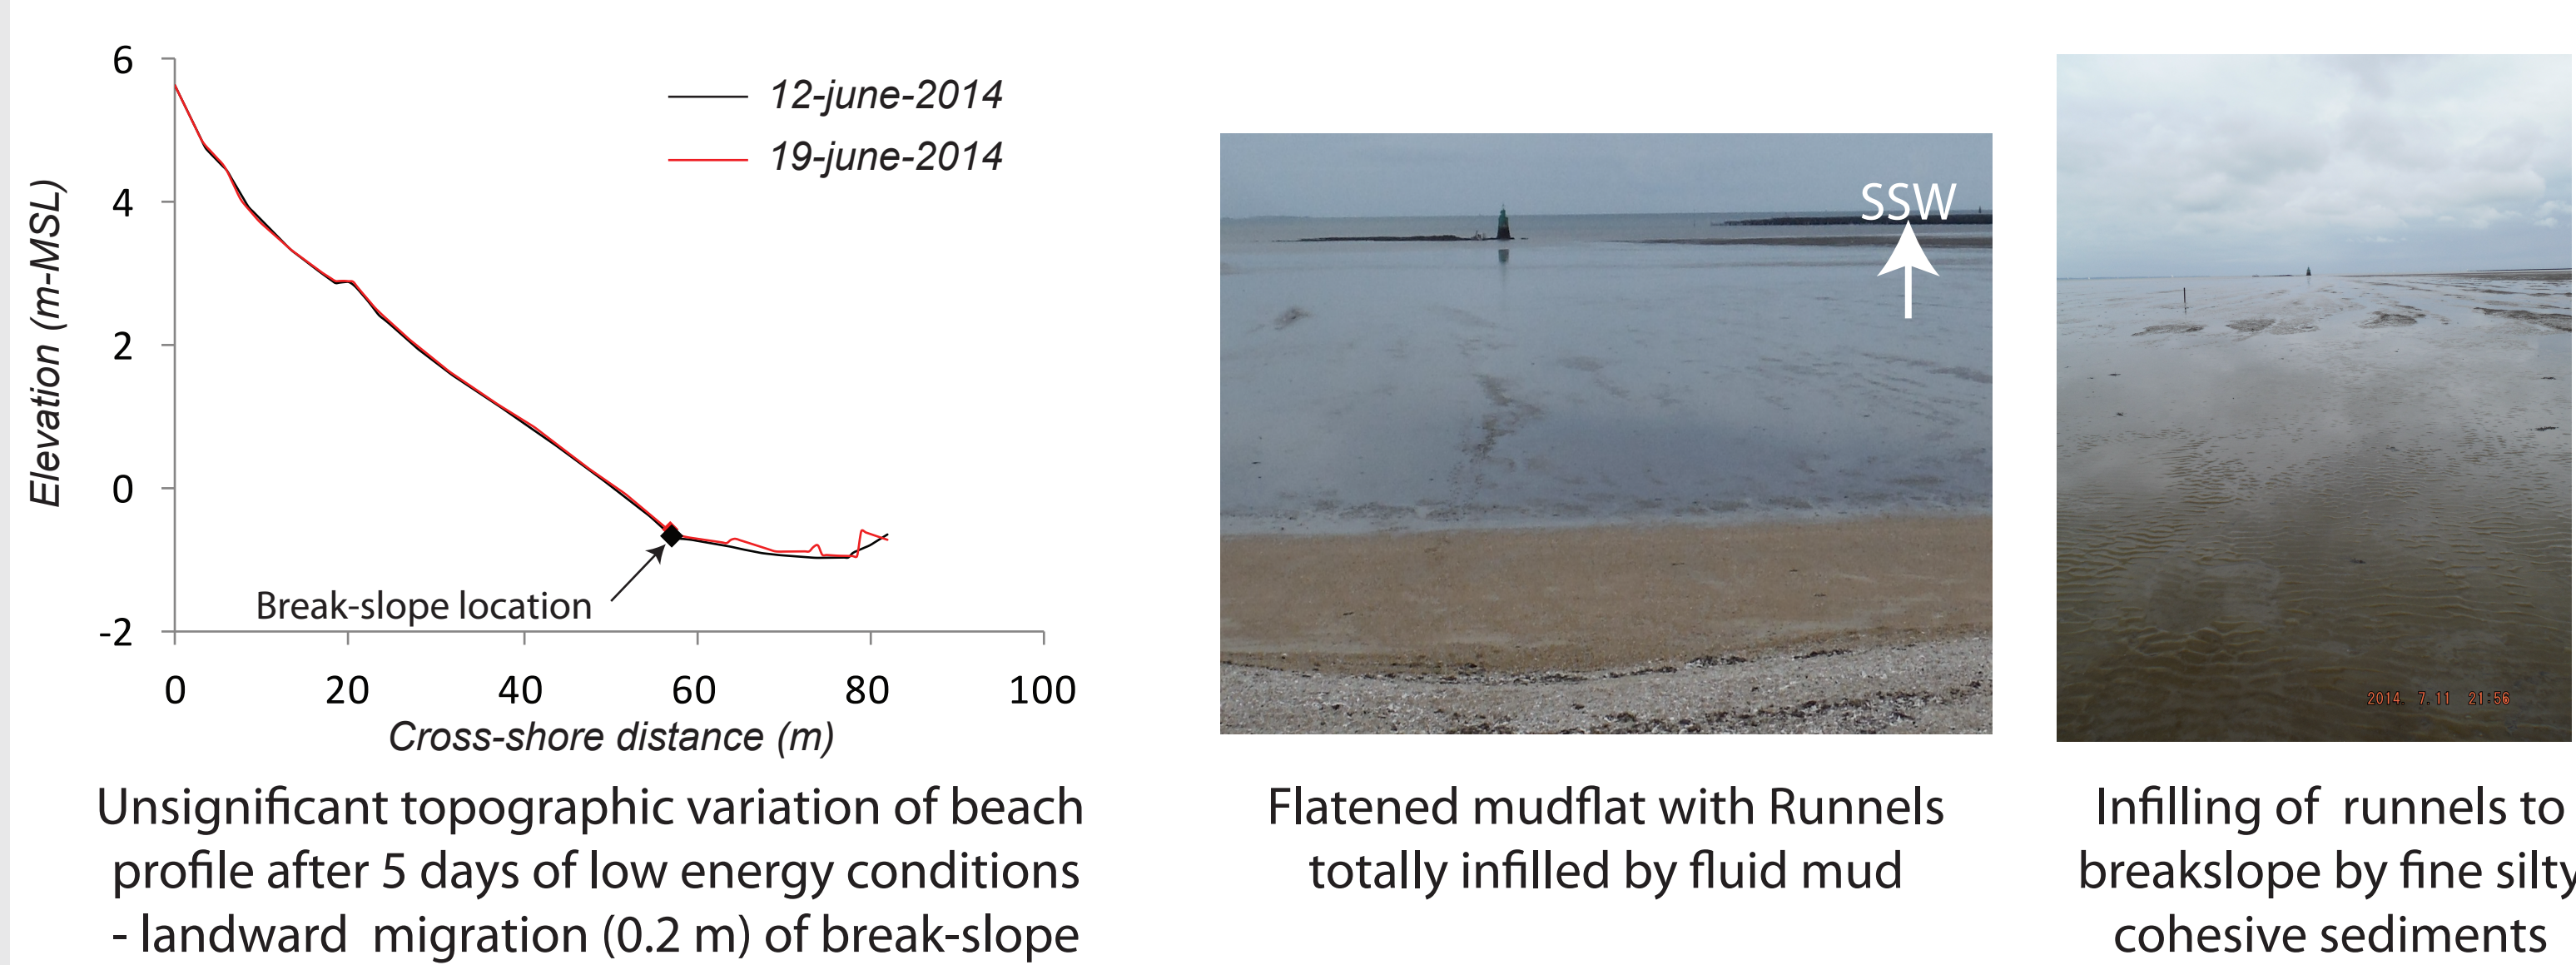 6
4
2
0
-2
Elevation (m-MSL)
12-june-2014
19-june-2014
Break-slope location
0 20 40 60 80 100
Cross-shore distance (m)
Unsignificant topographic variation of beach
profile after 5 days of low energy conditions
- landward migration (0.2 m) of break-slope
SSW
Flatened mudflat with Runnels
totally infilled by fluid mud
2014. 7.11 21:56
Infilling of runnels to
breakslope by fine silty
cohesive sediments